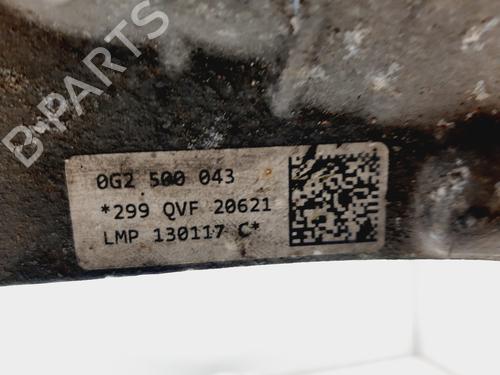 B-PARTS
0G2 500 043
*299 QVF 20621
LMP 130117 C*